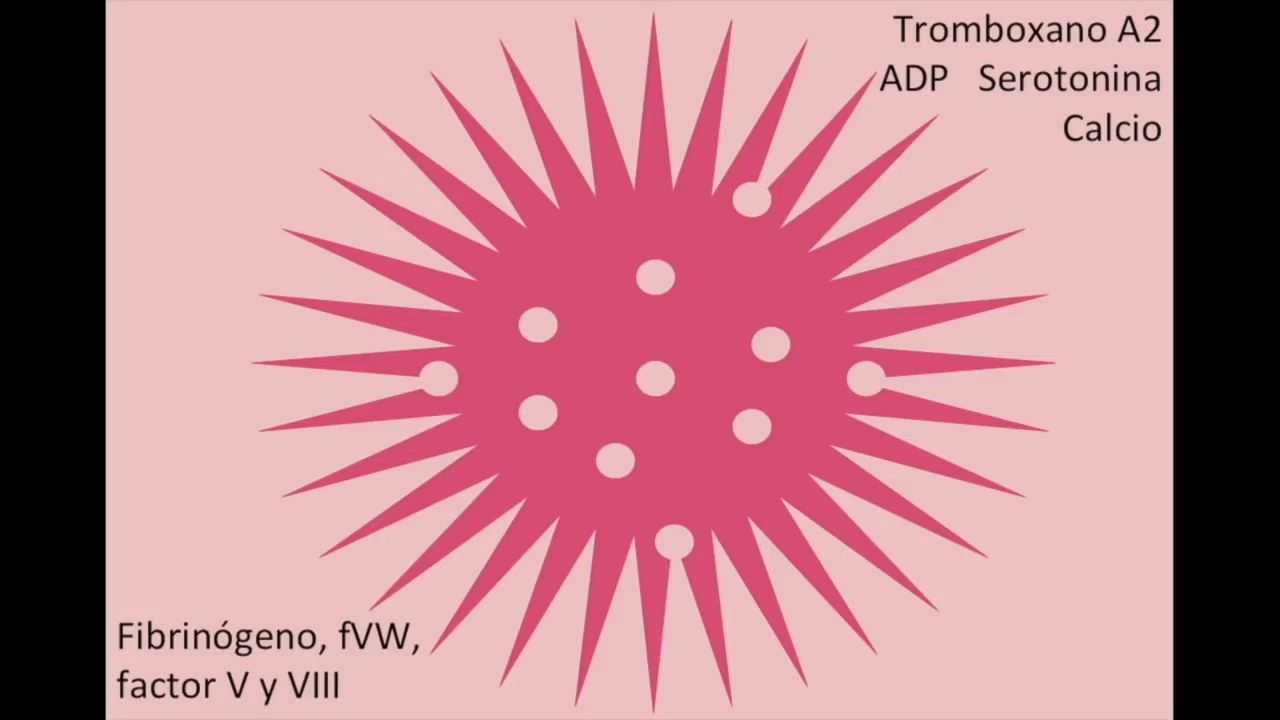 Tromboxano A2
ADP Serotonina
Calcio
Fibrinógeno, fVW,
factor V y VIII